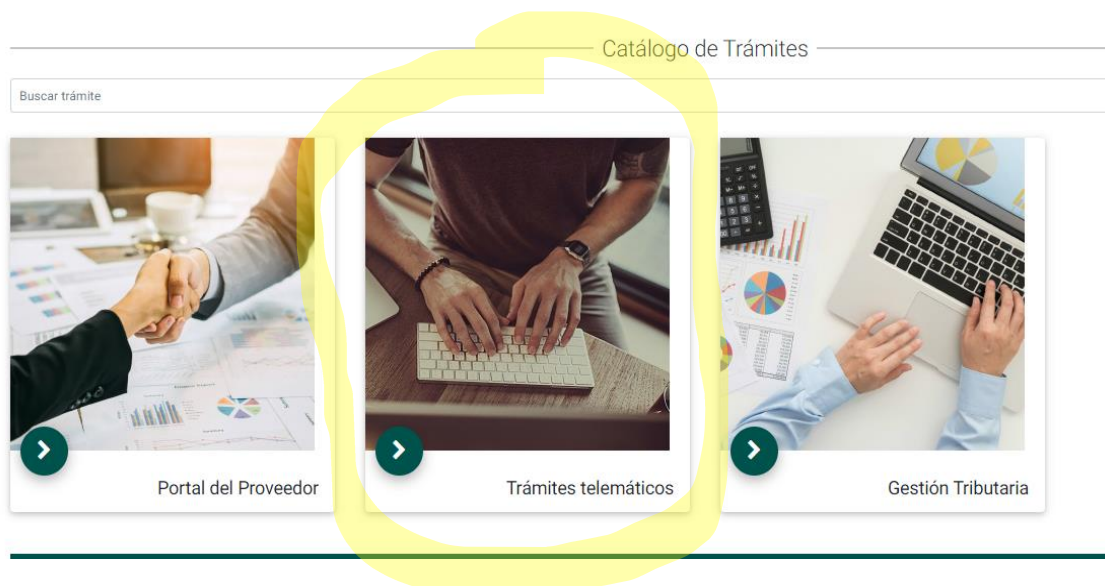 Catálogo de Trámites
Buscar trámite
Portal del Proveedor
Trámites telemáticos
Gestión Tributaria